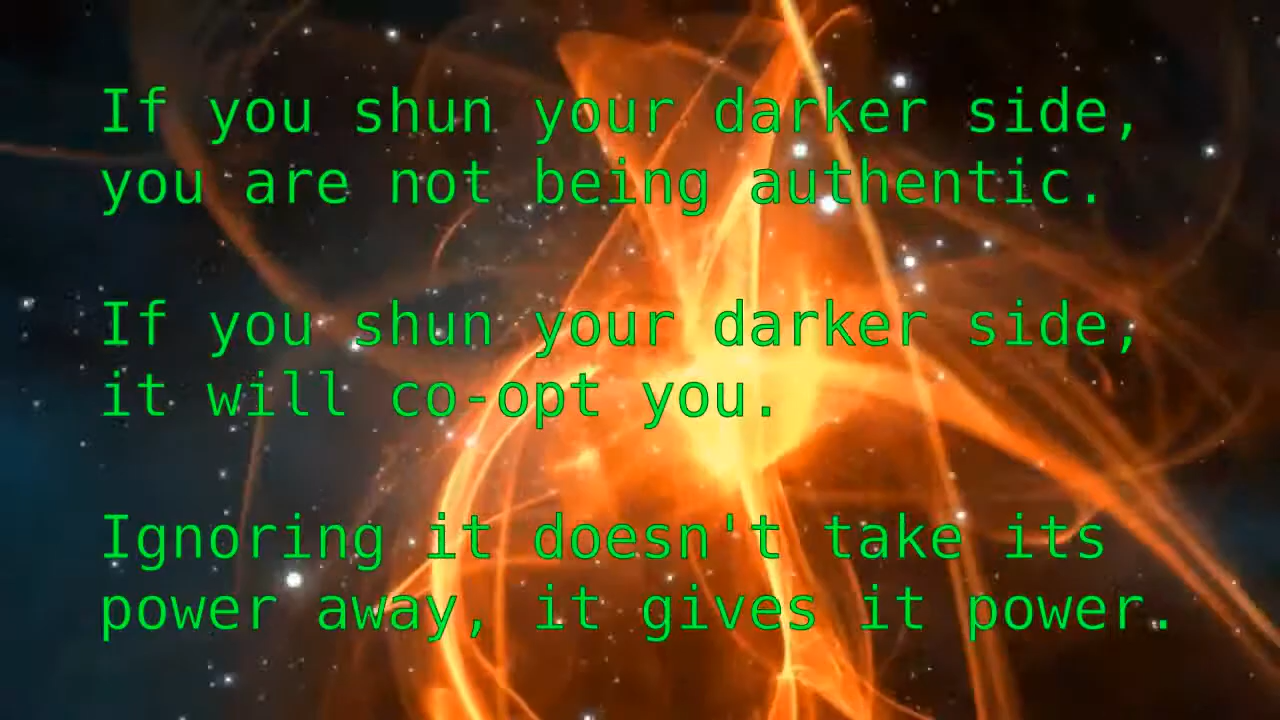 If you shun your darker side,
you are not being authentic.
If you shun your darker side,
it will co-opt you.
Ignoring it doesn't take its
power away, it gives it power.